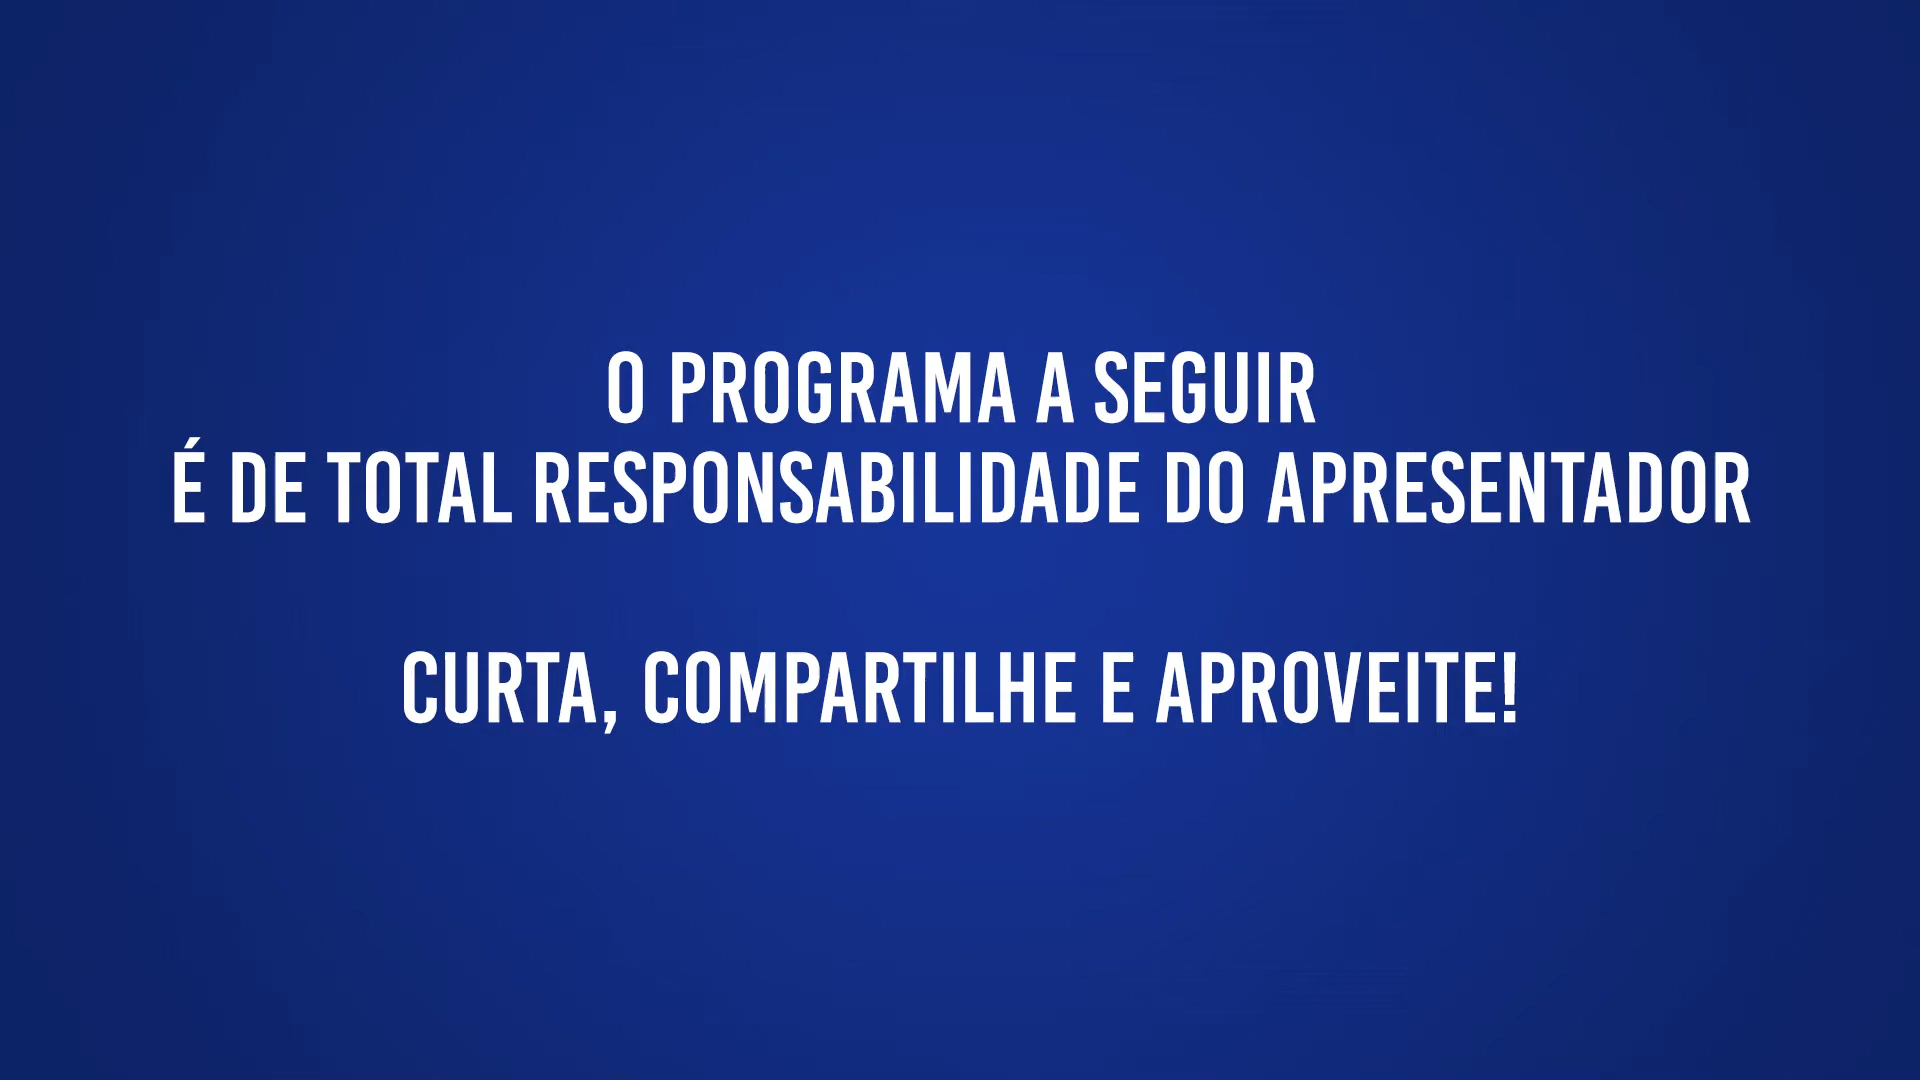 O PROGRAMA A SEGUIR
É DE TOTAL RESPONSABILIDADE DO APRESENTADOR
CURTA, COMPARTILHE E APROVEITE!